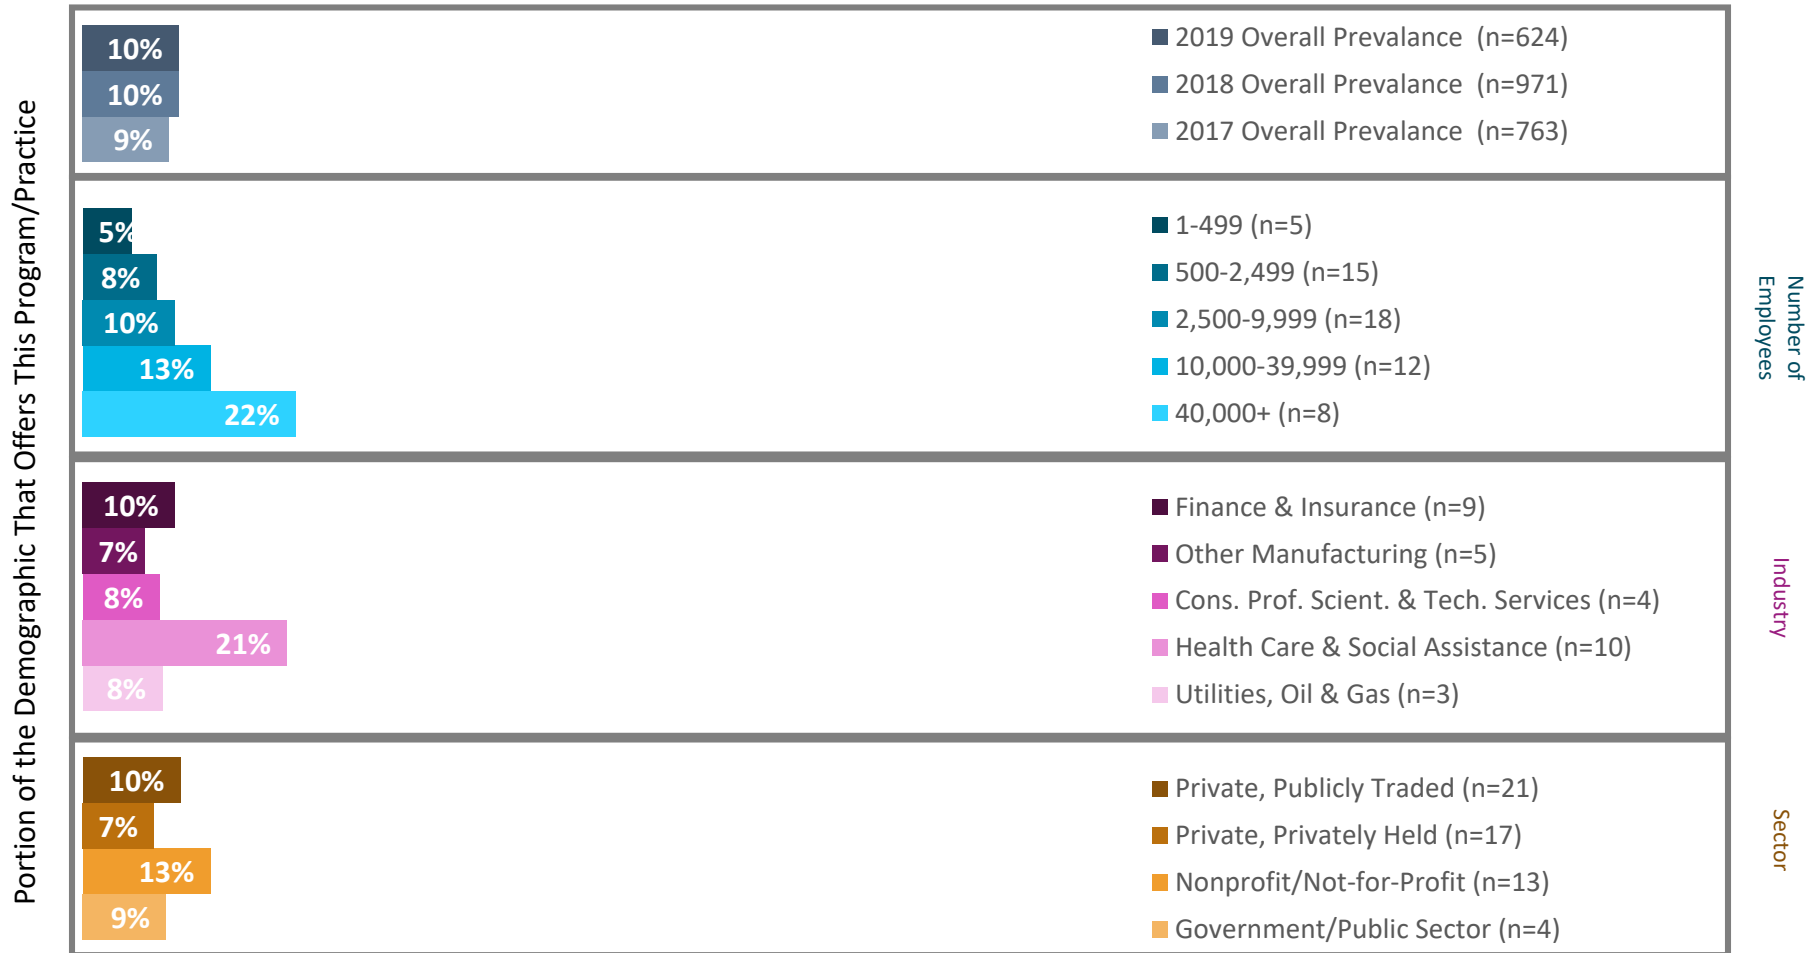 Portion of the Demographic That Offers This Program/Practice
10%
10%
9%
2019 Overall Prevalance (n=624)
2018 Overall Prevalance (n=971)
2017 Overall Prevalance (n=763)
5%
8%
10%
13%
22%
1-499 (n=5)
500-2,499 (n=15)
2,500-9,999 (n=18)
10,000-39,999 (n=12)
40,000+ (n=8)
Number of
Employees
10%
7%
8%
21%
8%
Finance & Insurance (n=9)
Other Manufacturing (n=5)
Cons. Prof. Scient. & Tech. Services (n=4)
Health Care & Social Assistance (n=10)
Utilities, Oil & Gas (n=3)
Industry
10%
7%
13%
9%
Private, Publicly Traded (n=21)
Private, Privately Held (n=17)
Nonprofit/Not-for-Profit (n=13)
Government/Public Sector (n=4)
Sector